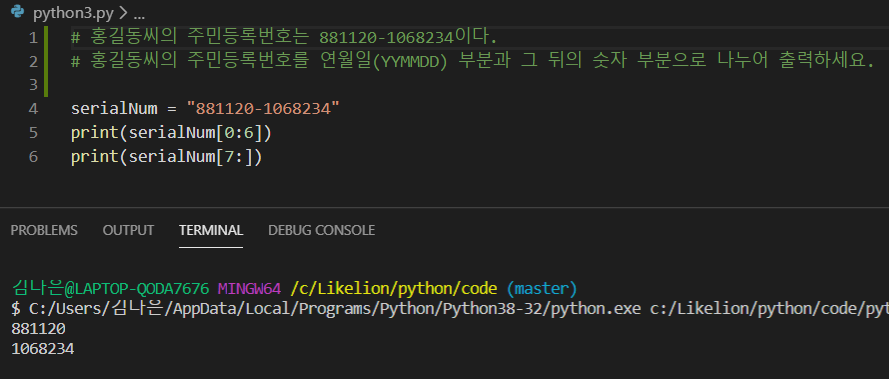 python3.py > ...
1 # 홍길동씨의 주민등록번호는 881120-1068234이다.
2 # 홍길동씨의 주민등록번호를 연월일(YYMMDD) 부분과 그 뒤의 숫자 부분으로 나누어 출력하세요.
3
4 serialNum = "881120-1068234"
5 print(serialNum[0:6])
6 print(serialNum[7:])
PROBLEMS OUTPUT TERMINAL DEBUG CONSOLE
김나은@LAPTOP-QODA7676 MINGW64 /c/Likelion/python/code (master)
$ C:/Users/김나은/AppData/Local/Programs/Python/Python38-32/python.exe c:/Likelion/python/code/pyt
881120
1068234